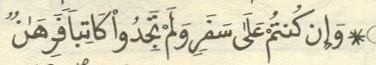 * وَإِن كُنتُمْ عَلَىٰ سَفَرٍ وَلَمْ تَجِدُوا۟ كَاتِبًا فَرِهَـٰنٌ